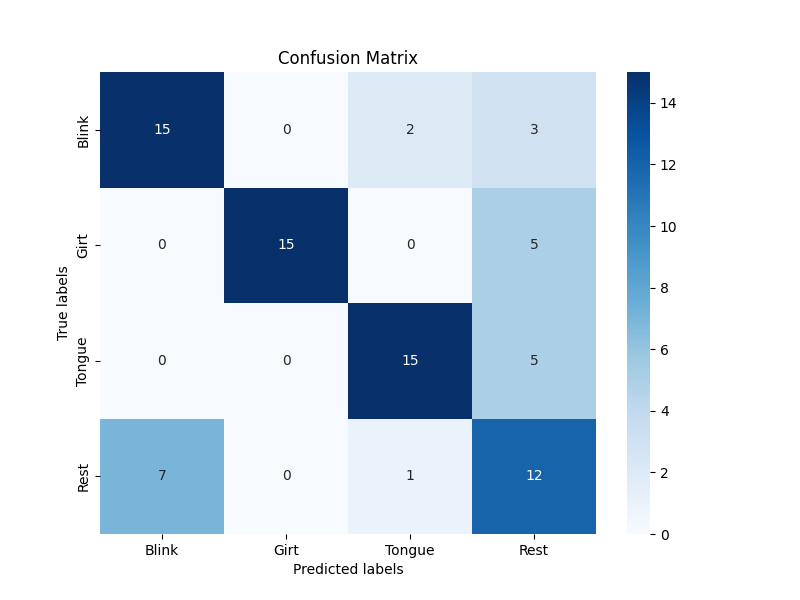 Confusion Matrix
True labels
Blink 15 0 2 3
Girt 0 15 0 5
Tongue 0 0 15 5
Rest 7 0 1 12
Blink Girt Tongue Rest
Predicted labels
14
12
10
8
6
4
2
0